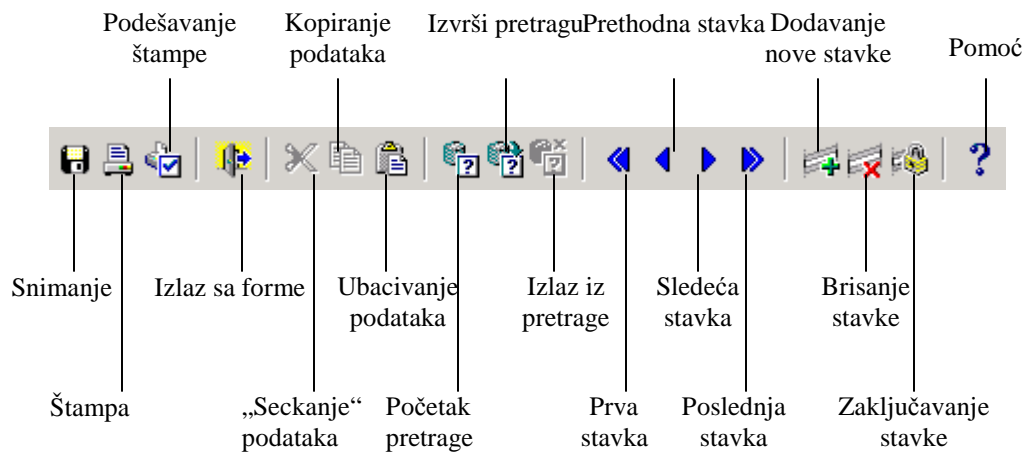 Podešavanje
štampe
Kopiranje
podataka
Izvrši pretragu
Prethodna stavka
Dodavanje
nove stavke
Pomoć
Snimanje
Izlaz sa forme
Ubacivanje
podataka
Izlaz iz
pretrage
Sledeća
stavka
Brisanje
stavke
Štampa
„Seckanje“
podataka
Početak
pretrage
Prva
stavka
Poslednja
stavka
Zaključavanje
stavke